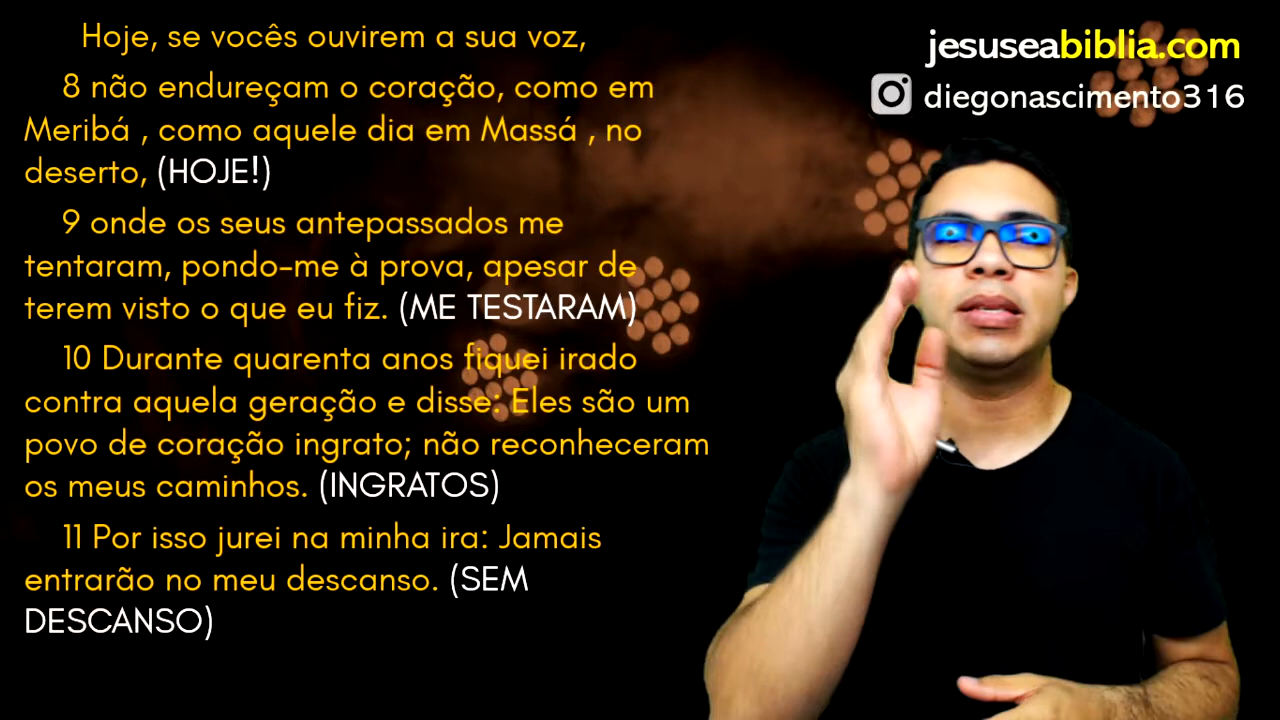 Hoje, se vocês ouvirem a sua voz,
8 não endureçam o coração, como em
Meribá , como aquele dia em Massá , no
deserto, (HOJE!)
9 onde os seus antepassados me
tentaram, pondo-me à prova, apesar de
terem visto o que eu fiz. (ME TESTARAM)
10 Durante quarenta anos fiquei irado
contra aquela geração e disse: Eles são um
povo de coração ingrato; não reconheceram
os meus caminhos. (INGRATOS)
11 Por isso jurei na minha ira: Jamais
entrarão no meu descanso. (SEM
DESCANSO)
jesuseabiblia.com
diegonascimento316